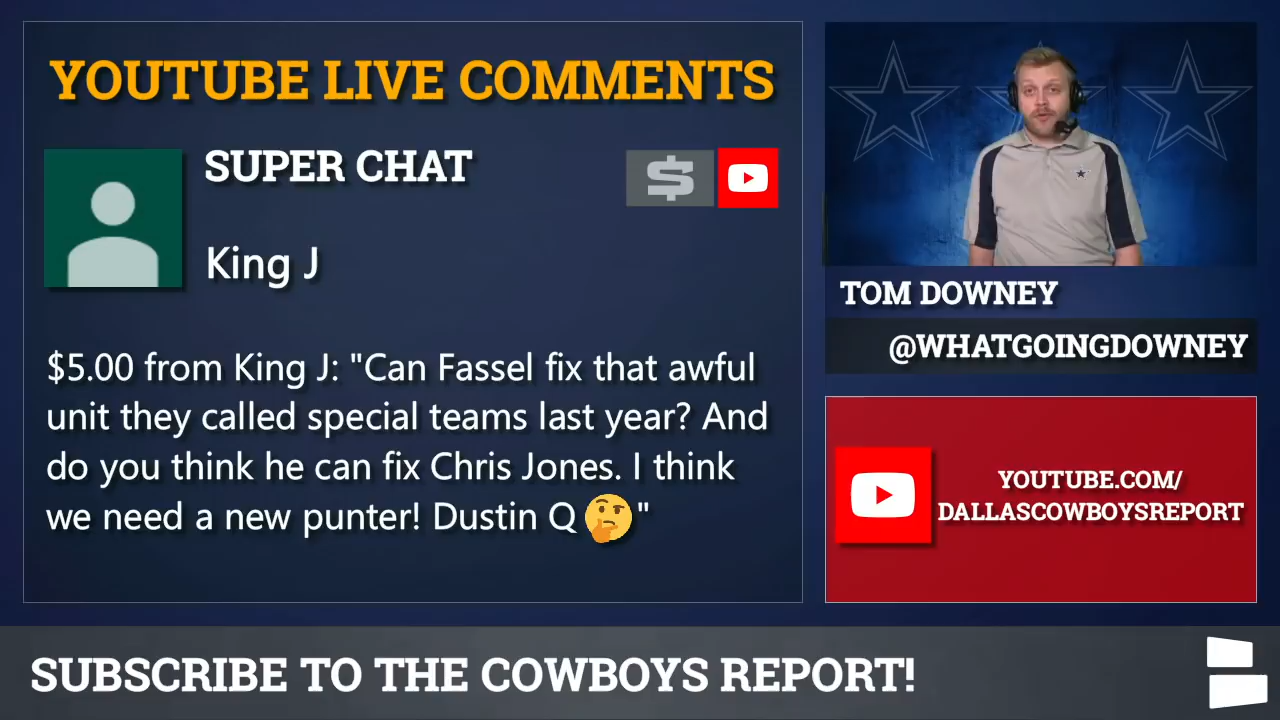 YOUTUBE LIVE COMMENTS
SUPER CHAT
King J
$5.00 from King J: "Can Fassel fix that awful
unit they called special teams last year? And
do you think he can fix Chris Jones. I think
we need a new punter! Dustin Q 🤔"
TOM DOWNEY
@WHATGOINGDOWNEY
YOUTUBE.COM/
DALLASCOWBOYSREPORT
SUBSCRIBE TO THE COWBOYS REPORT!